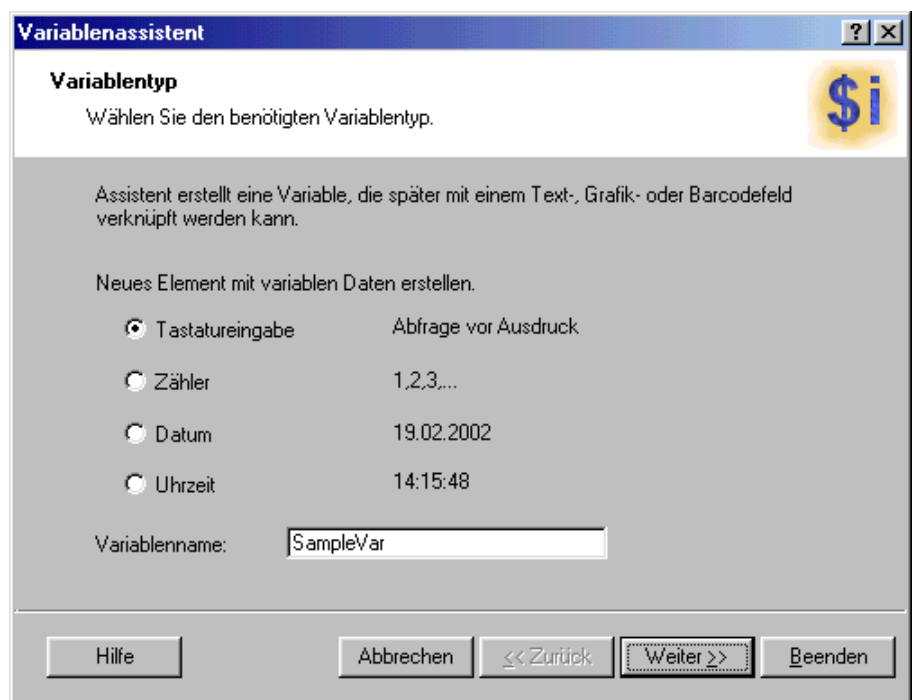 Variablenassistent
Variablentyp
Wählen Sie den benötigten Variablentyp.
$i
Assistent erstellt eine Variable, die später mit einem Text-, Grafik- oder Barcodefeld
verknüpft werden kann.
Neues Element mit variablen Daten erstellen.
Tastatureingabe Abfrage vor Ausdruck
Zähler 1,2,3,...
Datum 19.02.2002
Uhrzeit 14:15:48
Variablenname: SampleVar
Hilfe Abbrechen << Zurück Weiter >> Beenden